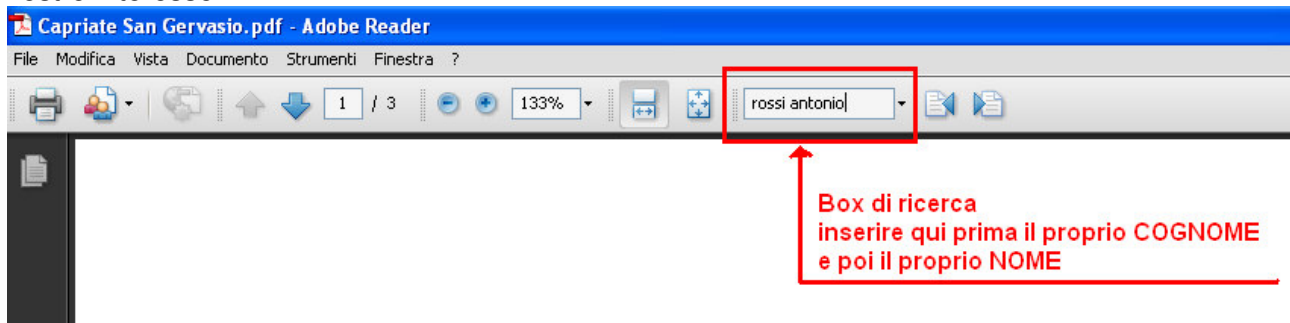 Capriate San Gervasio.pdf - Adobe Reader
File Modifica Vista Documento Strumenti Finestra ?
1 / 3 133% rossi antonio
Box di ricerca
inserire qui prima il proprio COGNOME
e poi il proprio NOME